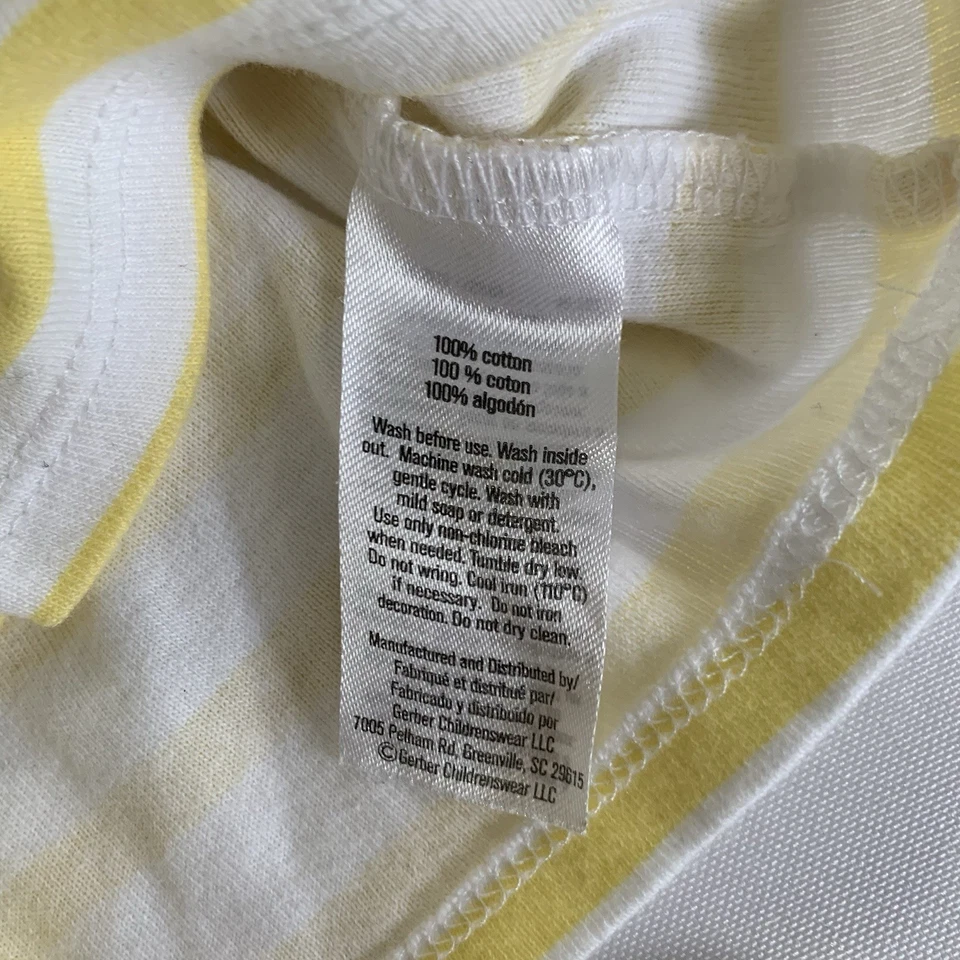 100% cotton
100 % coton
100% algodón
Wash before use. Wash inside
out. Machine wash cold (30°C),
gentle cycle. Wash with
mild soap or detergent.
Use only non-chlorine bleach
when needed. Tumble dry low.
Do not wring. Cool iron (110°C)
if necessary. Do not iron
decoration. Do not dry clean.
Manufactured and Distributed by/
Fabriqué et distribué par/
Fabricado y distribuido por
Gerber Childrenswear LLC
7005 Pelham Rd. Greenville, SC 29615
©Gerber Childrenswear LLC